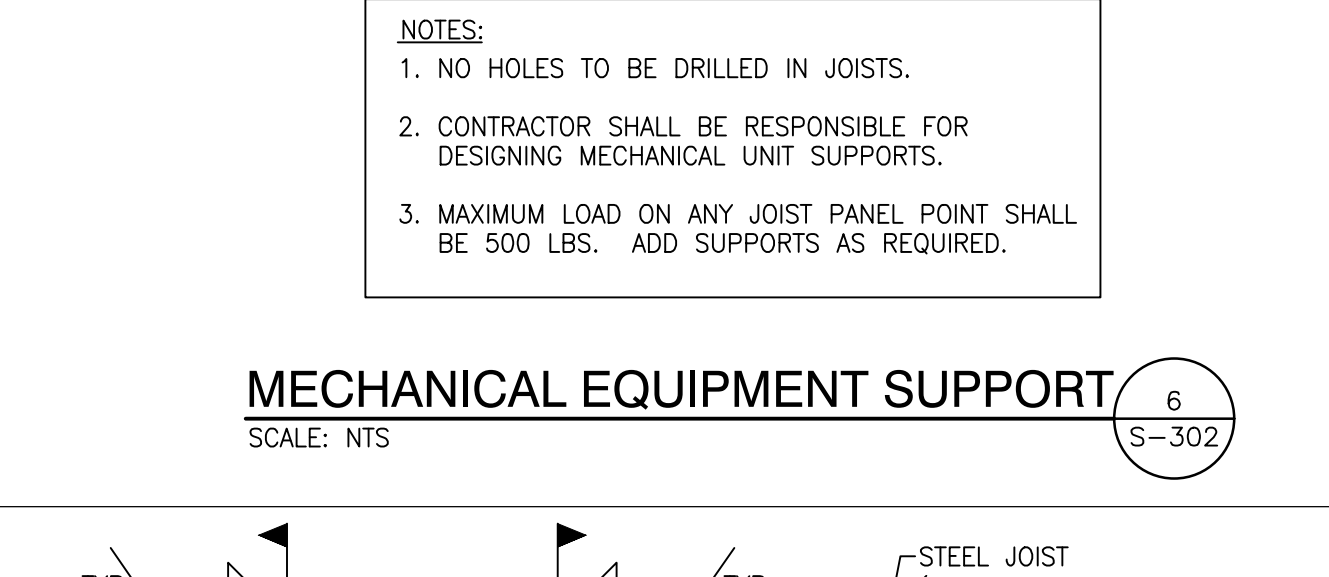 NOTES:
1. NO HOLES TO BE DRILLED IN JOISTS.
2. CONTRACTOR SHALL BE RESPONSIBLE FOR
DESIGNING MECHANICAL UNIT SUPPORTS.
3. MAXIMUM LOAD ON ANY JOIST PANEL POINT SHALL
BE 500 LBS. ADD SUPPORTS AS REQUIRED.
MECHANICAL EQUIPMENT SUPPORT
6
S-302
SCALE: NTS
STEEL JOIST